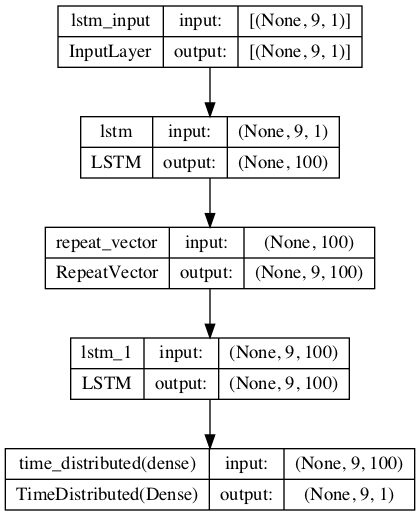 lstm_input input: [(None, 9, 1)]
InputLayer output: [(None, 9, 1)]
lstm input: (None, 9, 1)
LSTM output: (None, 100)
repeat_vector input: (None, 100)
RepeatVector output: (None, 9, 100)
lstm_1 input: (None, 9, 100)
LSTM output: (None, 9, 100)
time_distributed(dense) input: (None, 9, 100)
TimeDistributed(Dense) output: (None, 9, 1)